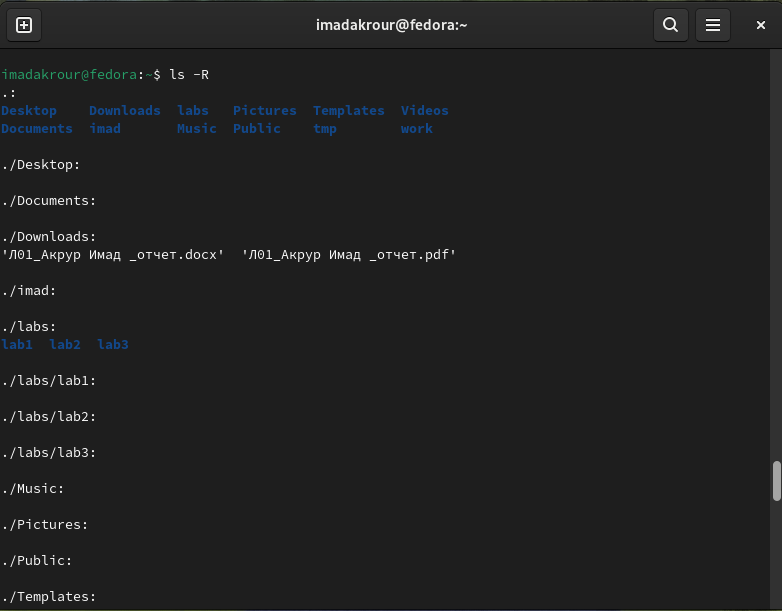 imadakrour@fedora:~
imadakrour@fedora:~$ ls -R
.:
Desktop    Downloads  labs   Pictures  Templates  Videos
Documents  imad       Music  Public    tmp        work
./Desktop:
./Documents:
./Downloads:
'Л01_Акрур Имад _отчет.docx'  'Л01_Акрур Имад _отчет.pdf'
./imad:
./labs:
lab1  lab2  lab3
./labs/lab1:
./labs/lab2:
./labs/lab3:
./Music:
./Pictures:
./Public:
./Templates: